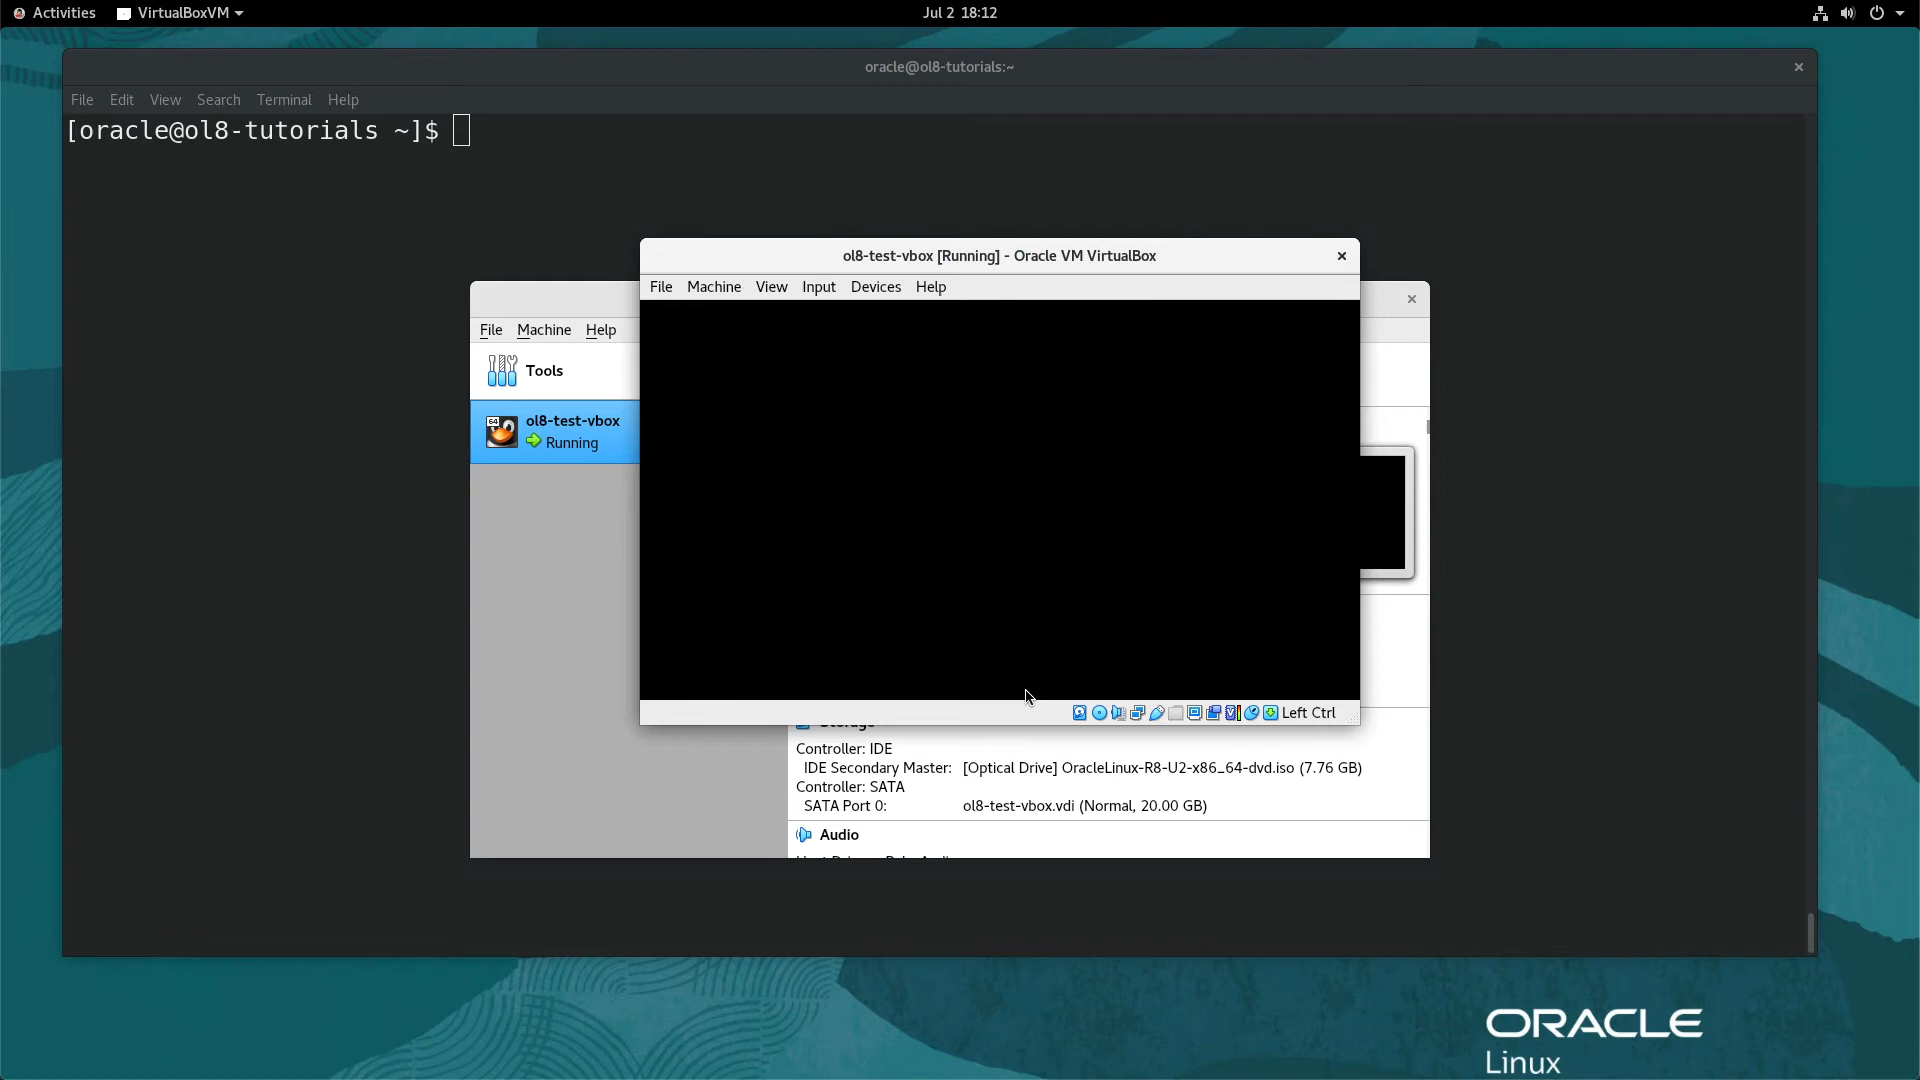 Activities VirtualBoxVM Jul 2 18:12
oracle@ol8-tutorials:~
File Edit View Search Terminal Help
[oracle@ol8-tutorials ~]$
ol8-test-vbox [Running] - Oracle VM VirtualBox
File Machine View Input Devices Help
File Machine Help
Tools
64
ol8-test-vbox
Running
Left Ctrl
Storage
Controller: IDE
IDE Secondary Master: [Optical Drive] OracleLinux-R8-U2-x86_64-dvd.iso (7.76 GB)
Controller: SATA
SATA Port 0: ol8-test-vbox.vdi (Normal, 20.00 GB)
Audio
ORACLE
Linux